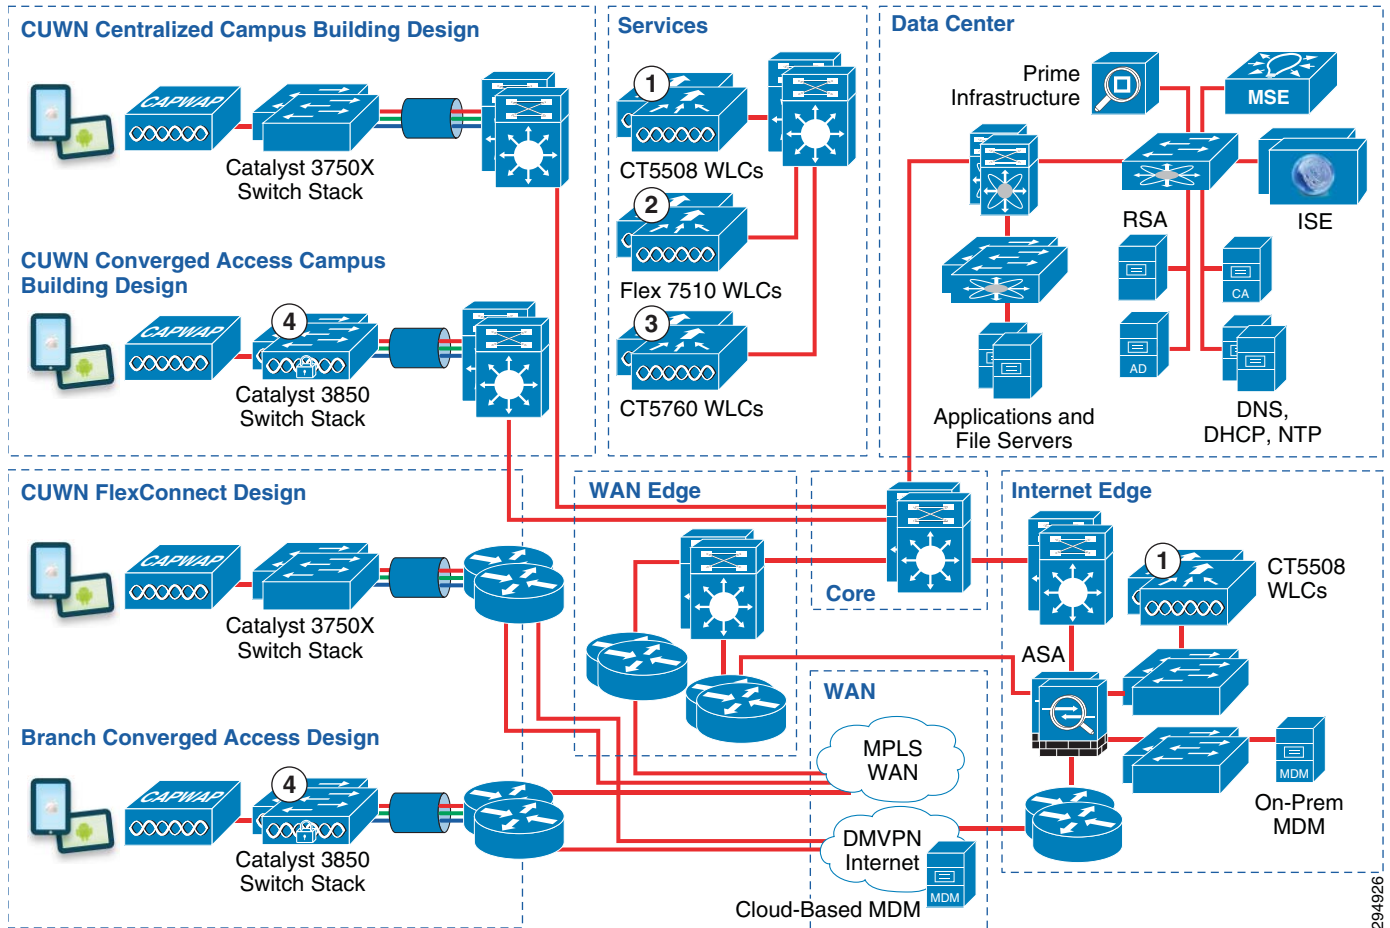 CUWN Centralized Campus Building Design
CAPWAP
Catalyst 3750X
Switch Stack
CUWN Converged Access Campus
Building Design
CAPWAP
4
Catalyst 3850
Switch Stack
Services
1
CT5508 WLCs
2
Flex 7510 WLCs
3
CT5760 WLCs
Data Center
Prime
Infrastructure
MSE
ISE
RSA
CA
AD
DNS,
DHCP, NTP
Applications and
File Servers
CUWN FlexConnect Design
CAPWAP
Catalyst 3750X
Switch Stack
Branch Converged Access Design
CAPWAP
4
Catalyst 3850
Switch Stack
WAN Edge
Core
WAN
MPLS
WAN
DMVPN
Internet
MDM
Cloud-Based MDM
Internet Edge
1
CT5508
WLCs
ASA
MDM
On-Prem
MDM
294926